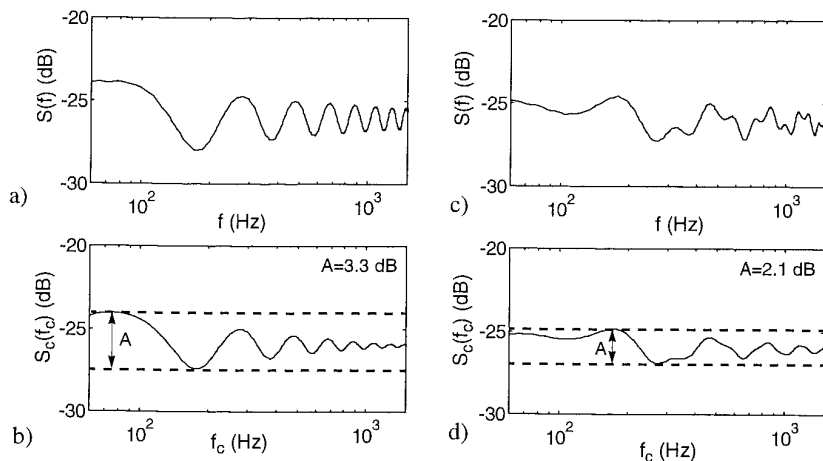 -20
-25
-30
S(f) (dB)
10² 10³
f (Hz)
a)
-20
-25
-30
S_c(f_c) (dB)
A=3.3 dB
A
10² 10³
f_c (Hz)
b)
-20
-25
-30
S(f) (dB)
10² 10³
f (Hz)
c)
-20
-25
-30
S_c(f_c) (dB)
A=2.1 dB
A
10² 10³
f_c (Hz)
d)